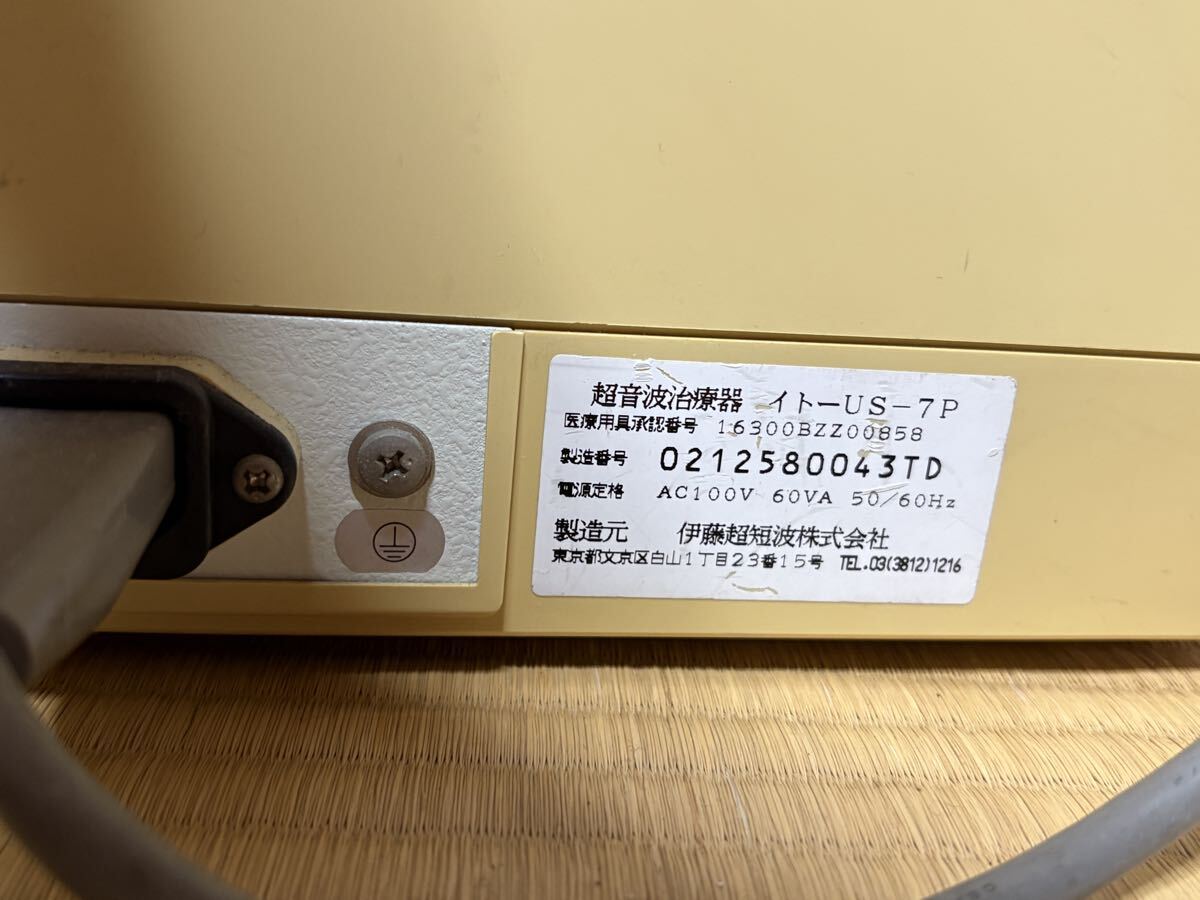 超音波治療器 イトーUS-7P
医療用具承認番号 16300BZZ00858
製造番号 0212580043TD
電源定格 AC100V 60VA 50/60Hz
製造元 伊藤超短波株式会社
東京都文京区白山1丁目23番15号 TEL.03(3812)1216